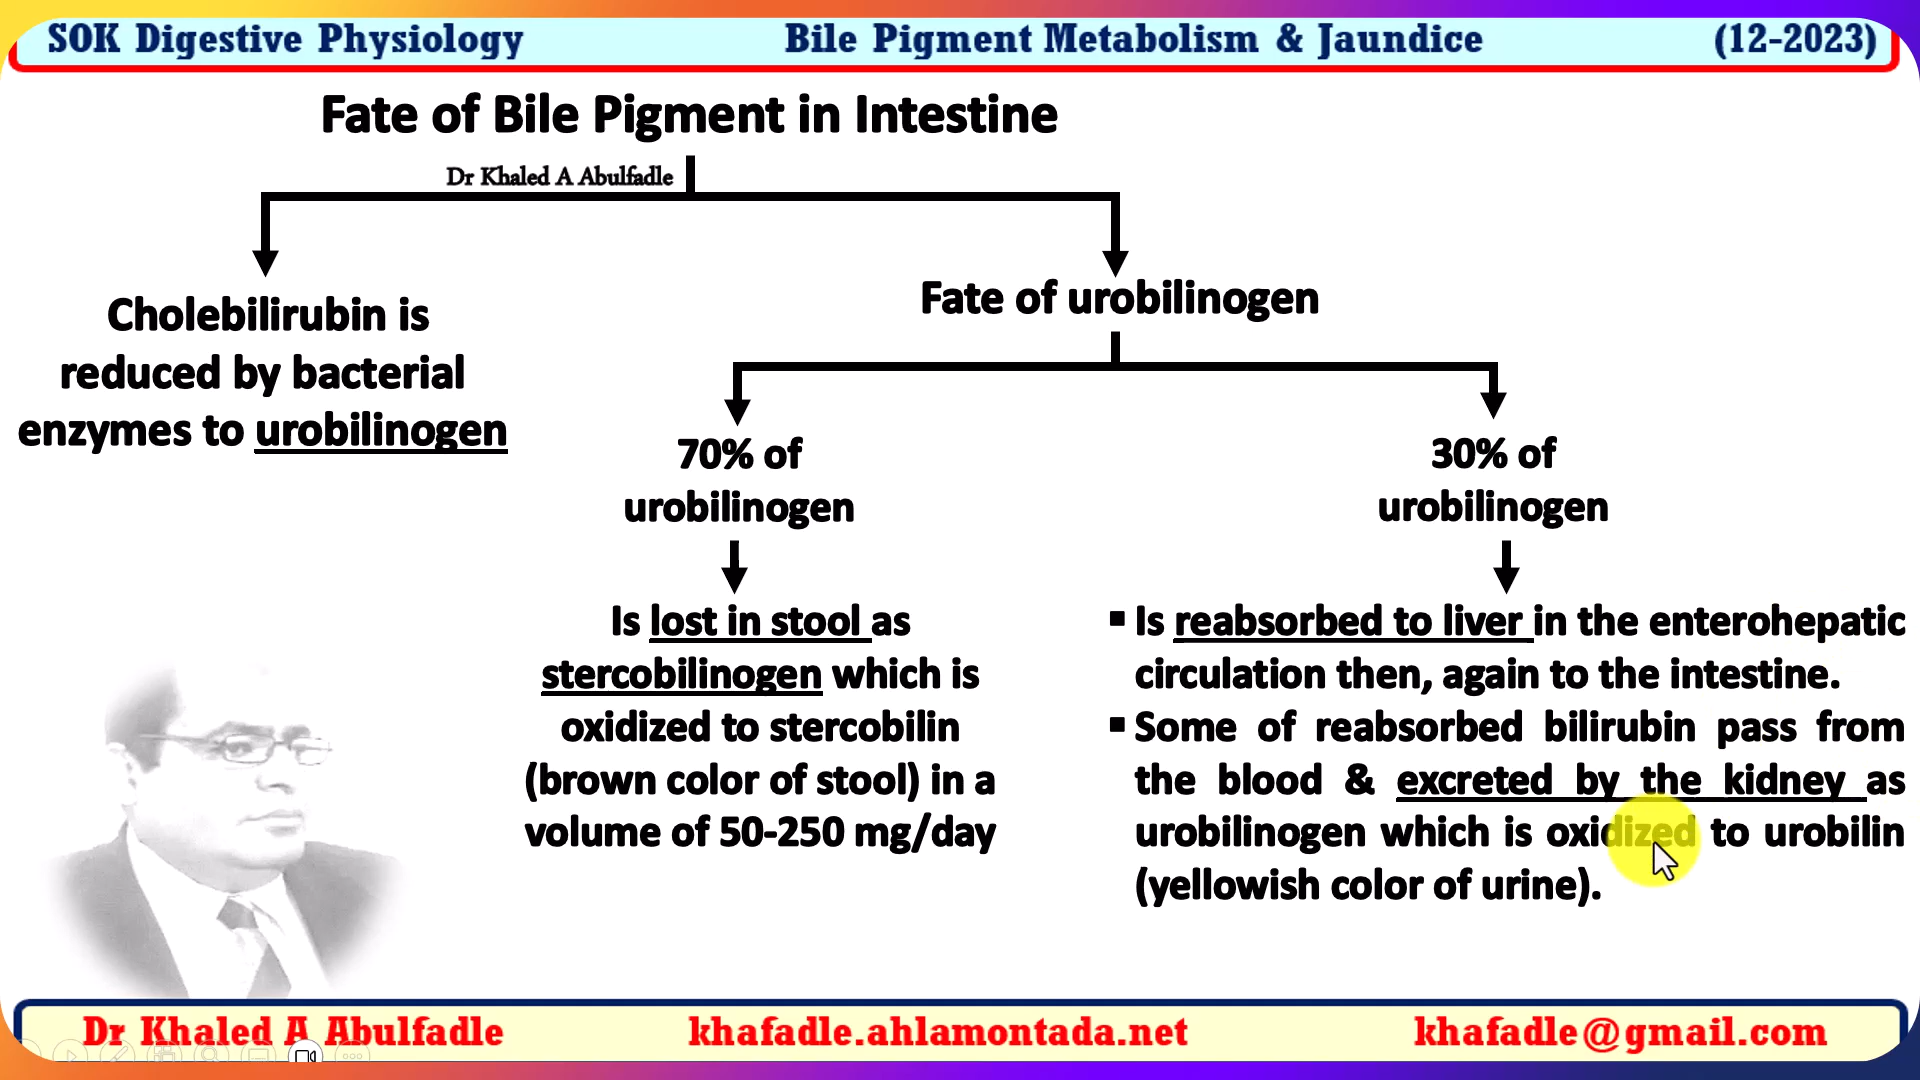 SOK Digestive Physiology Bile Pigment Metabolism & Jaundice (12-2023)
Fate of Bile Pigment in Intestine
Dr Khaled A Abulfadle
Cholebilirubin is
reduced by bacterial
enzymes to urobilinogen
Fate of urobilinogen
70% of
urobilinogen
Is lost in stool as
stercobilinogen which is
oxidized to stercobilin
(brown color of stool) in a
volume of 50-250 mg/day
30% of
urobilinogen
▪ Is reabsorbed to liver in the enterohepatic
circulation then, again to the intestine.
▪ Some of reabsorbed bilirubin pass from
the blood & excreted by the kidney as
urobilinogen which is oxidized to urobilin
(yellowish color of urine).
Dr Khaled A Abulfadle khafadle.ahlamontada.net khafadle@gmail.com